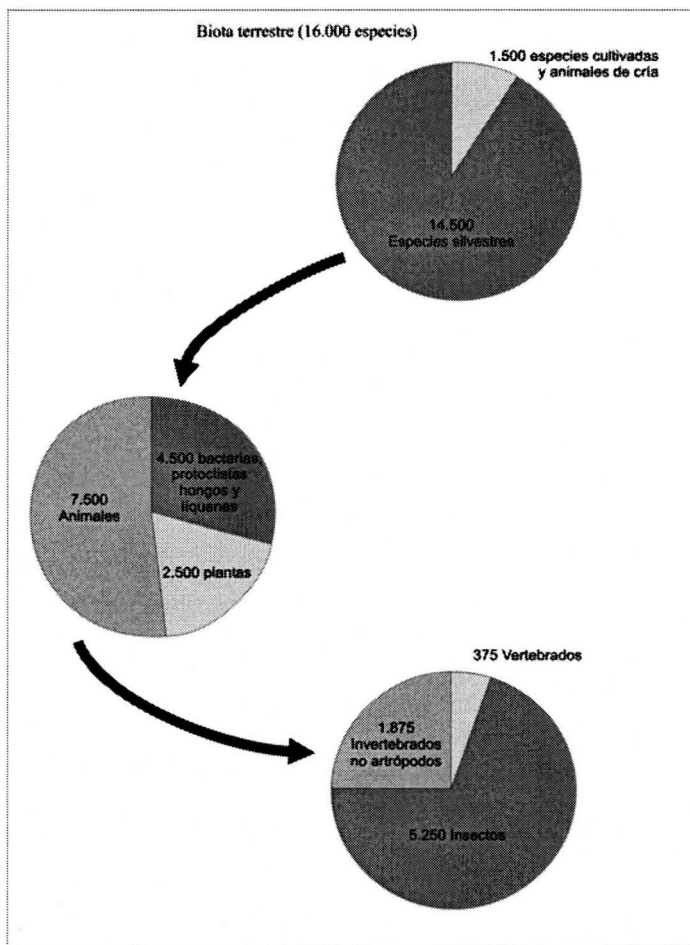 Biota terrestre (16.000 especies)
1.500 especies cultivadas
y animales de cría
14.500
Especies silvestres
4.500 bacterias,
protoctistas
hongos y
líquenes
7.500
Animales
2.500 plantas
375 Vertebrados
1.875
Invertebrados
no artrópodos
5.250 Insectos